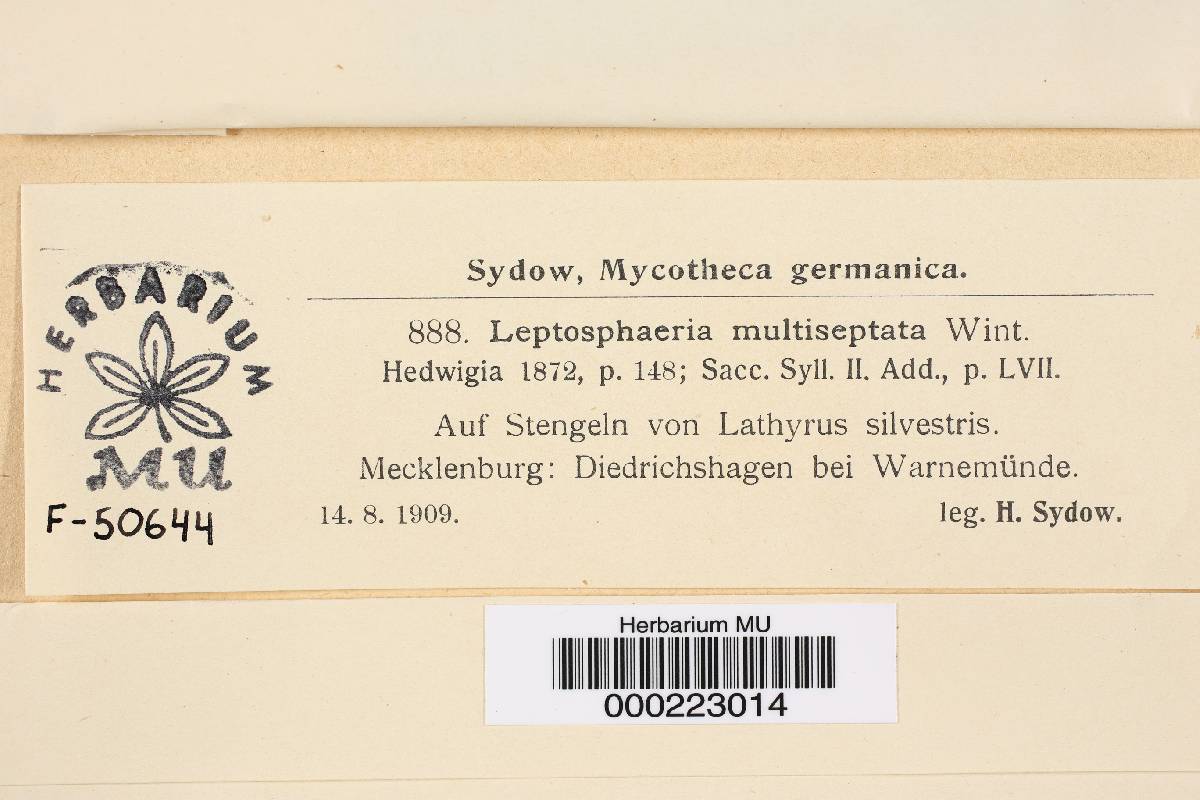 Sydow, Mycotheca germanica.
888. Leptosphaeria multiseptata Wint.
Hedwigia 1872, p. 148; Sacc. Syll. II. Add., p. LVII.
Auf Stengeln von Lathyrus silvestris.
Mecklenburg: Diedrichshagen bei Warnemünde.
14. 8. 1909. leg. H. Sydow.
HERBARIUM
MU
F-50644
Herbarium MU
000223014